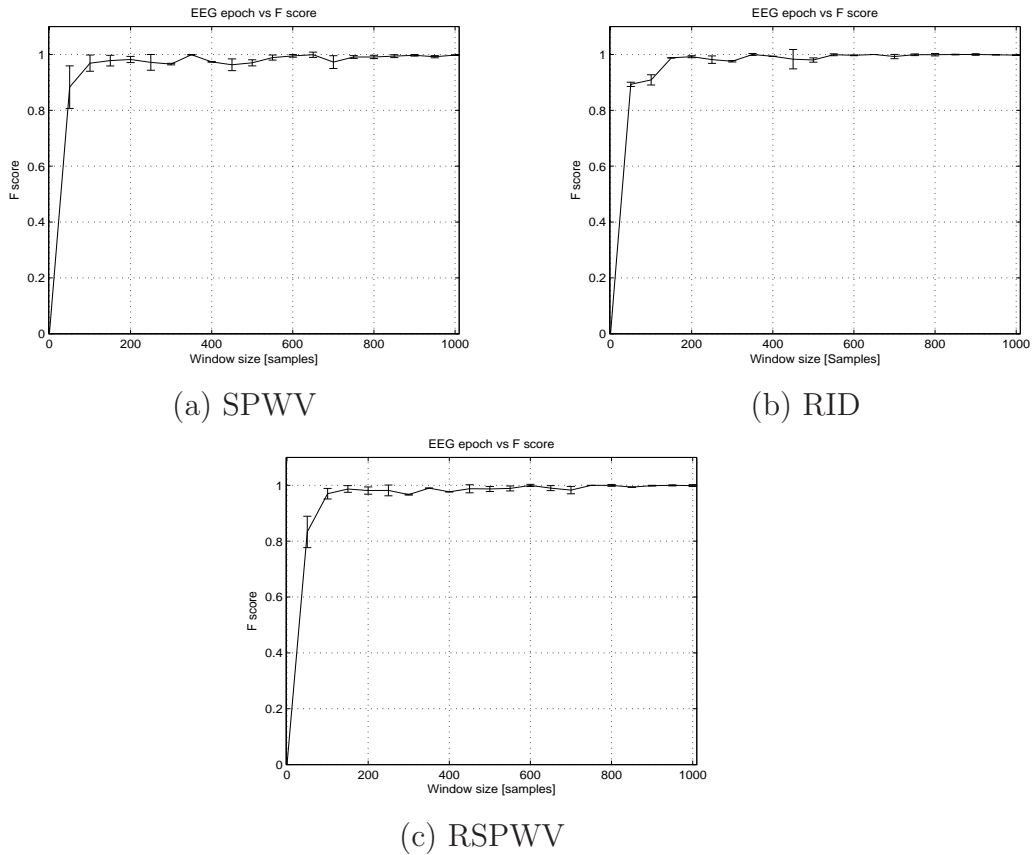 EEG epoch vs F score
1
0.8
0.6
0.4
0.2
0
F score
0 200 400 600 800 1000
Window size [samples]
(a) SPWV
EEG epoch vs F score
1
0.8
0.6
0.4
0.2
0
F score
0 200 400 600 800 1000
Window size [Samples]
(b) RID
EEG epoch vs F score
1
0.8
0.6
0.4
0.2
0
F score
0 200 400 600 800 1000
Window size [samples]
(c) RSPWV